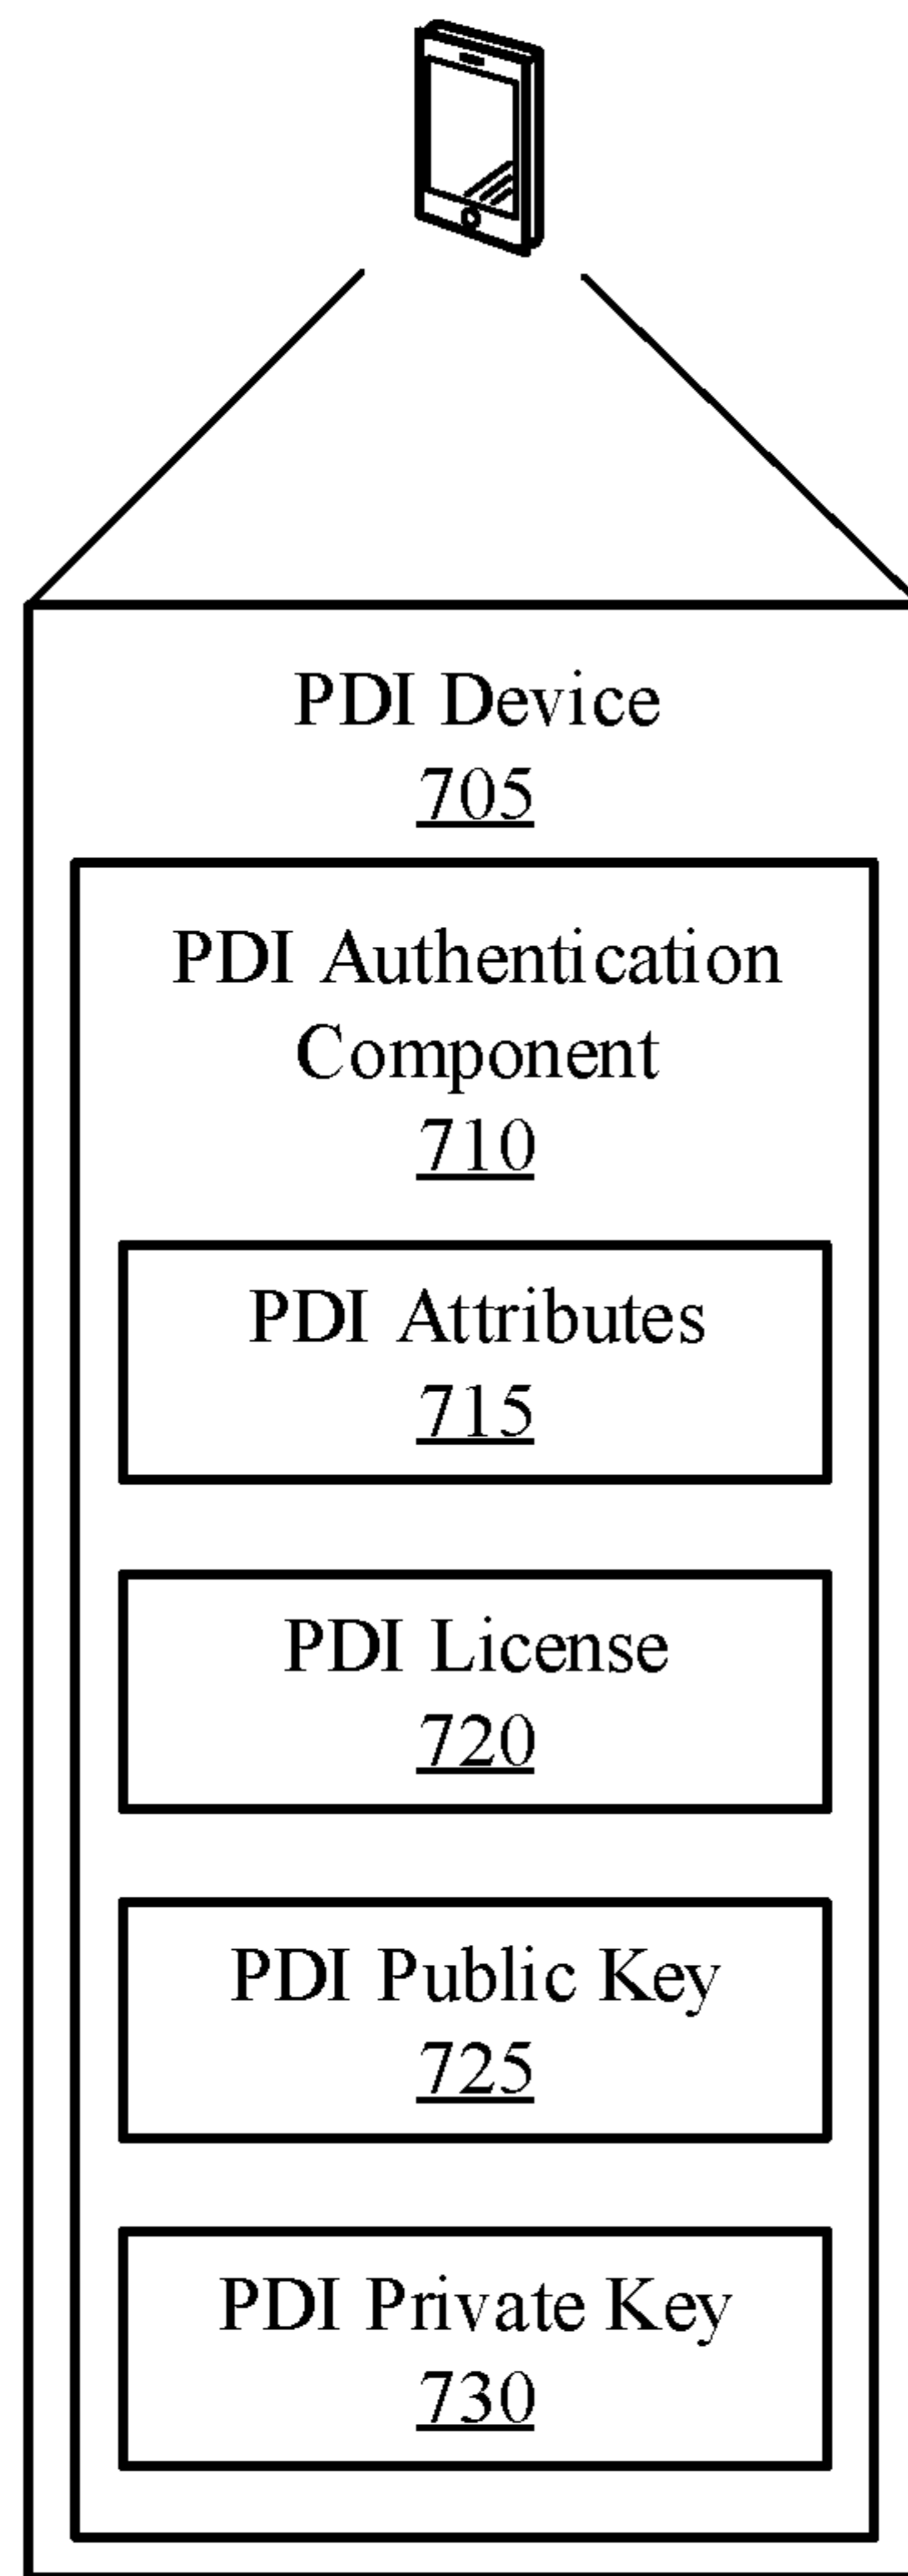 PDI Device
705
PDI Authentication
Component
710
PDI Attributes
715
PDI License
720
PDI Public Key
725
PDI Private Key
730